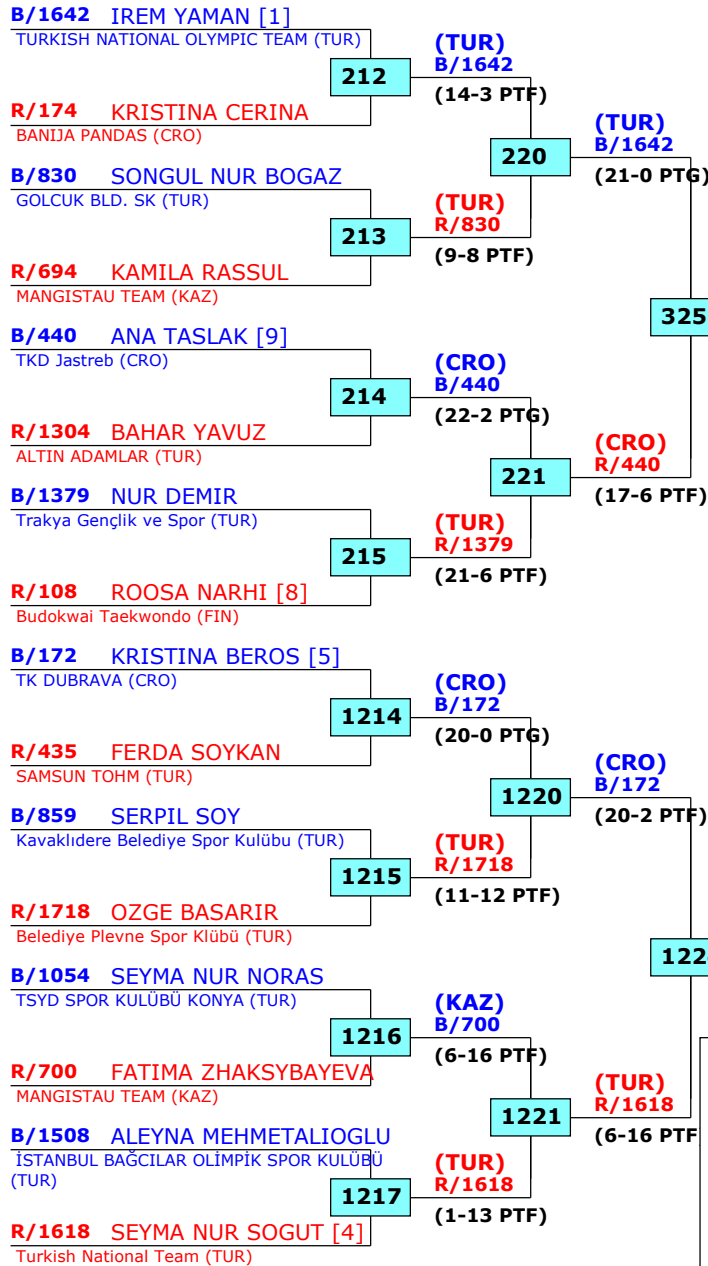 B/1642 IREM YAMAN [1]
TURKISH NATIONAL OLYMPIC TEAM (TUR)
212
(TUR)
B/1642
(14-3 PTF)
R/174 KRISTINA CERINA
BANIJA PANDAS (CRO)
220
(TUR)
B/1642
(21-0 PTG)
B/830 SONGUL NUR BOGAZ
GOLCUK BLD. SK (TUR)
213
(TUR)
R/830
(9-8 PTF)
R/694 KAMILA RASSUL
MANGISTAU TEAM (KAZ)
325
B/440 ANA TASLAK [9]
TKD Jastreb (CRO)
214
(CRO)
B/440
(22-2 PTG)
R/1304 BAHAR YAVUZ
ALTIN ADAMLAR (TUR)
221
(CRO)
R/440
(17-6 PTF)
B/1379 NUR DEMIR
Trakya Gençlik ve Spor (TUR)
215
(TUR)
R/1379
(21-6 PTF)
R/108 ROOSA NARHI [8]
Budokwai Taekwondo (FIN)
B/172 KRISTINA BEROS [5]
TK DUBRAVA (CRO)
1214
(CRO)
B/172
(20-0 PTG)
R/435 FERDA SOYKAN
SAMSUN TOHM (TUR)
1220
(CRO)
B/172
(20-2 PTF)
B/859 SERPIL SOY
Kavaklıdere Belediye Spor Kulübu (TUR)
1215
(TUR)
R/1718
(11-12 PTF)
R/1718 OZGE BASARIR
Belediye Plevne Spor Klübü (TUR)
122
B/1054 SEYMA NUR NORAS
TSYD SPOR KULÜBÜ KONYA (TUR)
1216
(KAZ)
B/700
(6-16 PTF)
R/700 FATIMA ZHAKSYBAYEVA
MANGISTAU TEAM (KAZ)
1221
(TUR)
R/1618
(6-16 PTF
B/1508 ALEYNA MEHMETALIOGLU
İSTANBUL BAĞCILAR OLİMPİK SPOR KULÜBÜ
(TUR)
1217
(TUR)
R/1618
(1-13 PTF)
R/1618 SEYMA NUR SOGUT [4]
Turkish National Team (TUR)